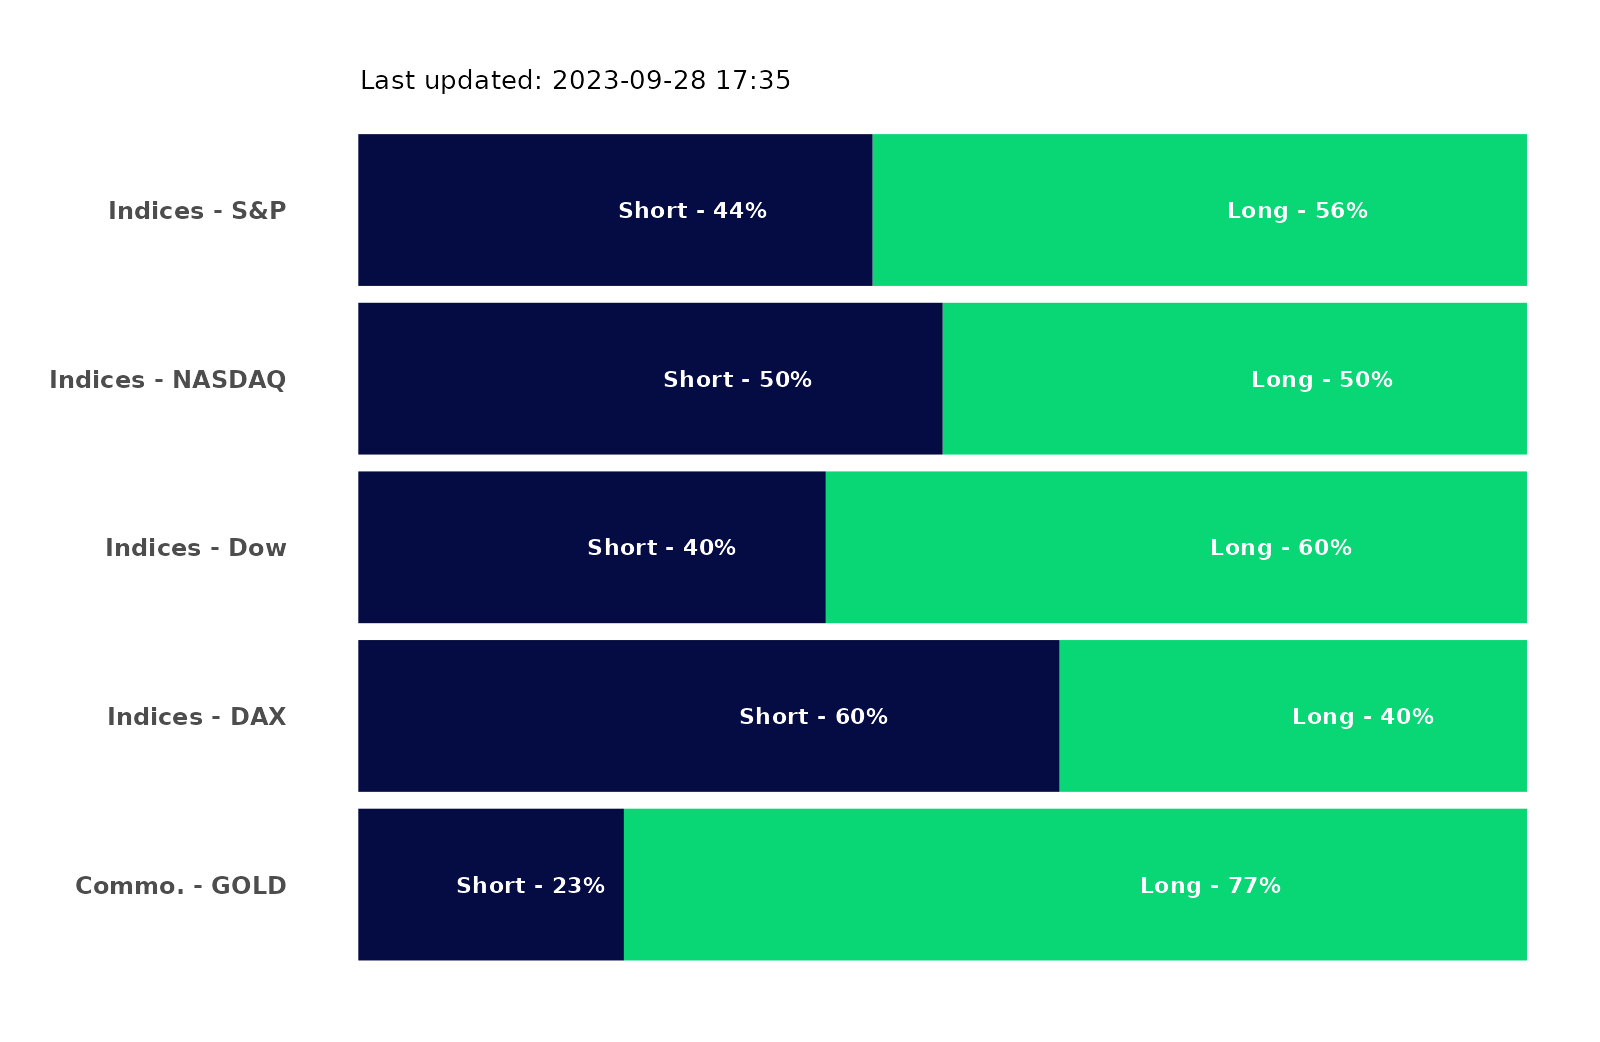 Last updated: 2023-09-28 17:35
Indices - S&P Short - 44% Long - 56%
Indices - NASDAQ Short - 50% Long - 50%
Indices - Dow Short - 40% Long - 60%
Indices - DAX Short - 60% Long - 40%
Commo. - GOLD Short - 23% Long - 77%